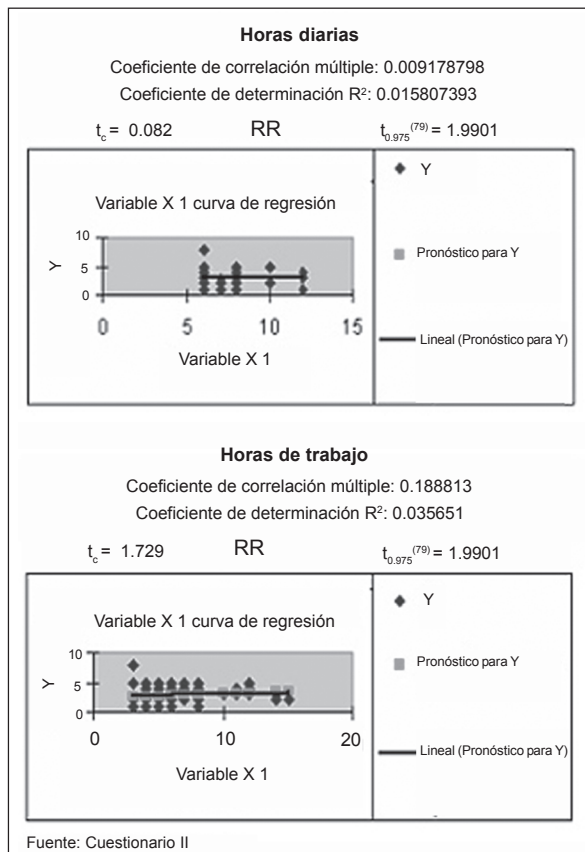 Horas diarias
Coeficiente de correlación múltiple: 0.009178798
Coeficiente de determinación R²: 0.015807393
t_c = 0.082 RR t_0.975^(79) = 1.9901
Variable X 1 curva de regresión
Y
10
5
0
0 5 10 15
Variable X 1
Y
Pronóstico para Y
Lineal (Pronóstico para Y)
Horas de trabajo
Coeficiente de correlación múltiple: 0.188813
Coeficiente de determinación R²: 0.035651
t_c = 1.729 RR t_0.975^(79) = 1.9901
Variable X 1 curva de regresión
Y
10
5
0
0 10 20
Variable X 1
Y
Pronóstico para Y
Lineal (Pronóstico para Y)
Fuente: Cuestionario II